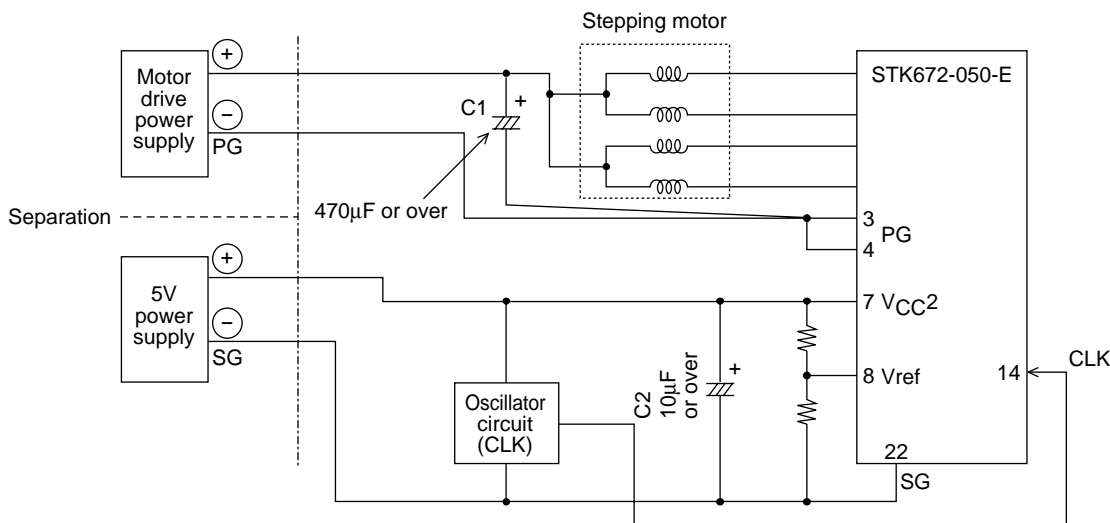 Stepping motor
Motor
drive
power
supply
+
−
PG
C1
+
470μF or over
STK672-050-E
Separation
3
4
PG
5V
power
supply
+
−
SG
7 VCC2
8 Vref
14
CLK
Oscillator
circuit
(CLK)
C2
10μF
or over
+
22
SG